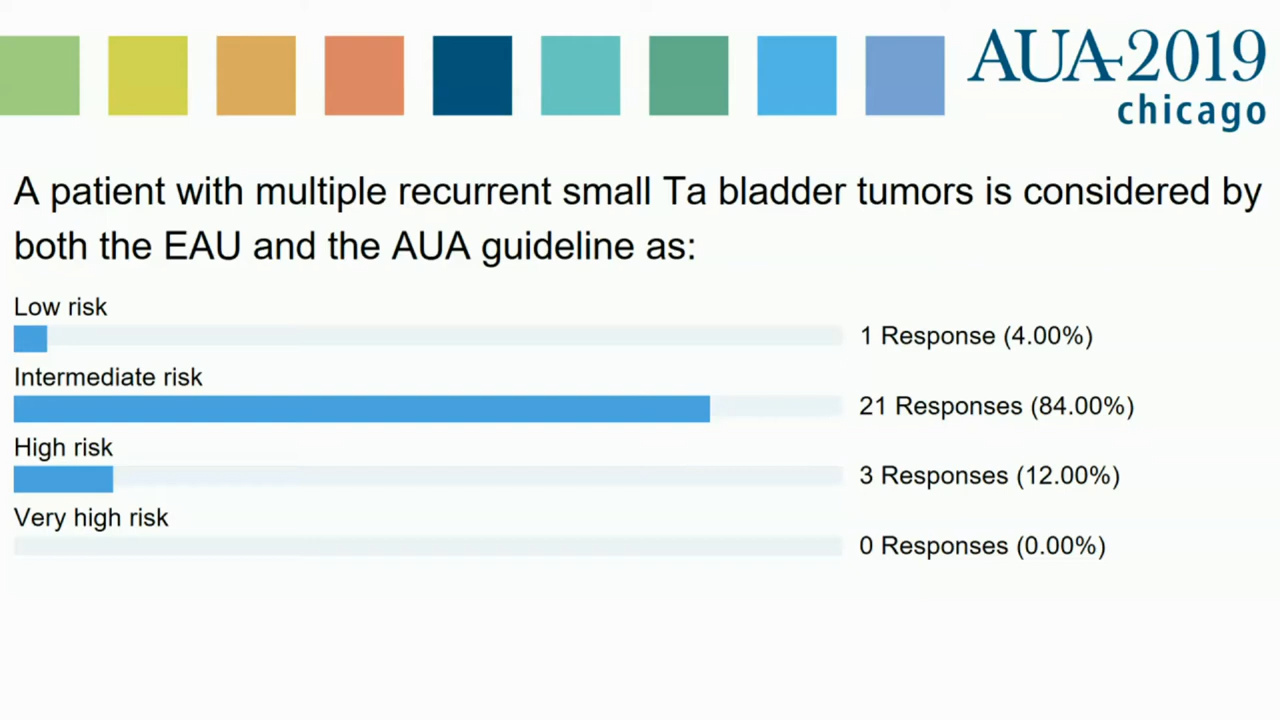 AUA-2019
chicago
A patient with multiple recurrent small Ta bladder tumors is considered by
both the EAU and the AUA guideline as:
Low risk
1 Response (4.00%)
Intermediate risk
21 Responses (84.00%)
High risk
3 Responses (12.00%)
Very high risk
0 Responses (0.00%)